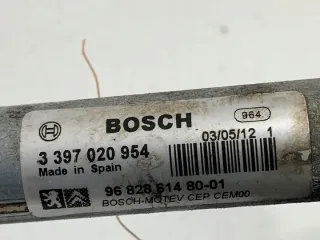 BOSCH
964
3 397 020 954
03/05/12 1
Made in Spain
96 828 614 80-01
BOSCH-MOTEV CEP CEM00